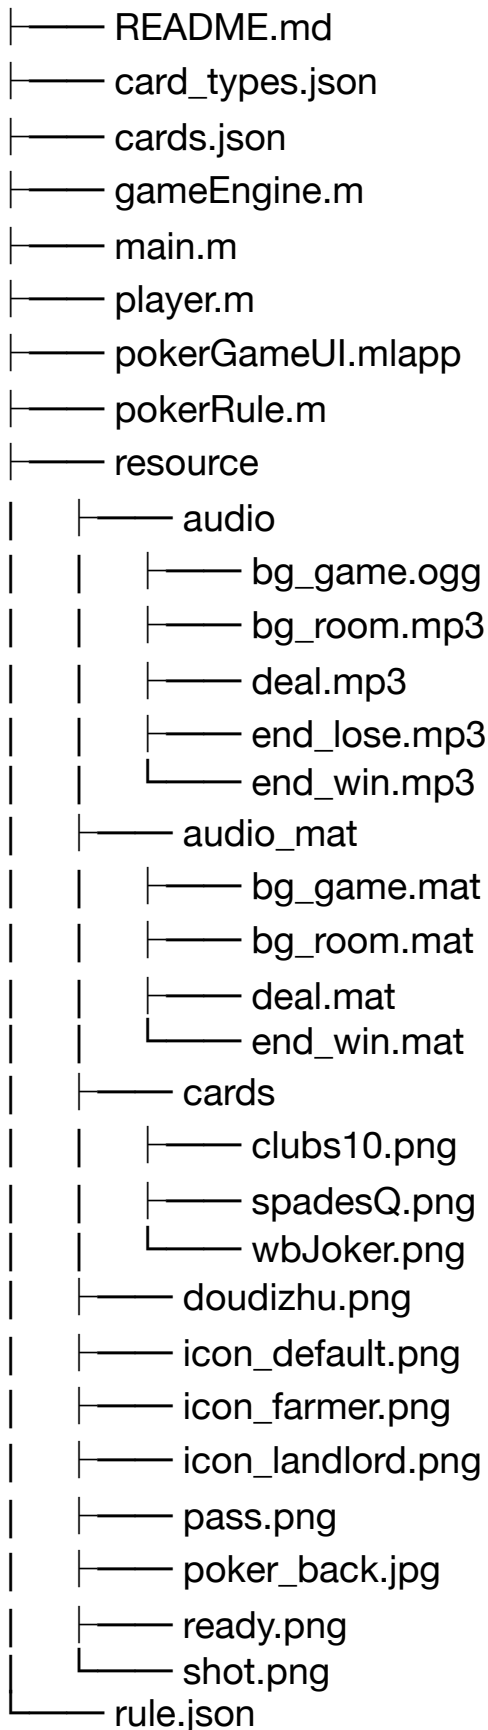 ├── README.md
├── card_types.json
├── cards.json
├── gameEngine.m
├── main.m
├── player.m
├── pokerGameUI.mlapp
├── pokerRule.m
├── resource
│   ├── audio
│   │   ├── bg_game.ogg
│   │   ├── bg_room.mp3
│   │   ├── deal.mp3
│   │   ├── end_lose.mp3
│   │   └── end_win.mp3
│   ├── audio_mat
│   │   ├── bg_game.mat
│   │   ├── bg_room.mat
│   │   ├── deal.mat
│   │   └── end_win.mat
│   ├── cards
│   │   ├── clubs10.png
│   │   ├── spadesQ.png
│   │   └── wbJoker.png
│   ├── doudizhu.png
│   ├── icon_default.png
│   ├── icon_farmer.png
│   ├── icon_landlord.png
│   ├── pass.png
│   ├── poker_back.jpg
│   ├── ready.png
│   └── shot.png
└── rule.json